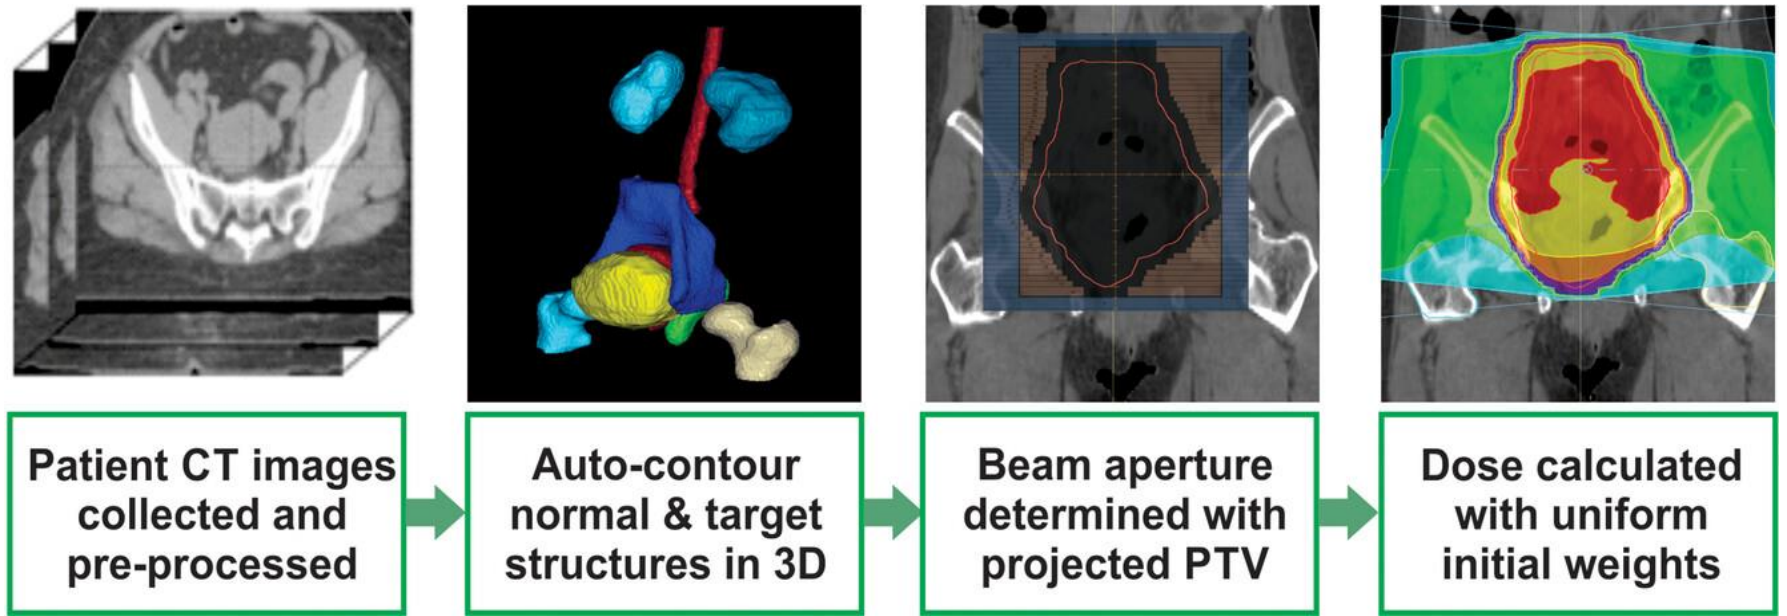 Patient CT images
collected and
pre-processed
Auto-contour
normal & target
structures in 3D
Beam aperture
determined with
projected PTV
Dose calculated
with uniform
initial weights